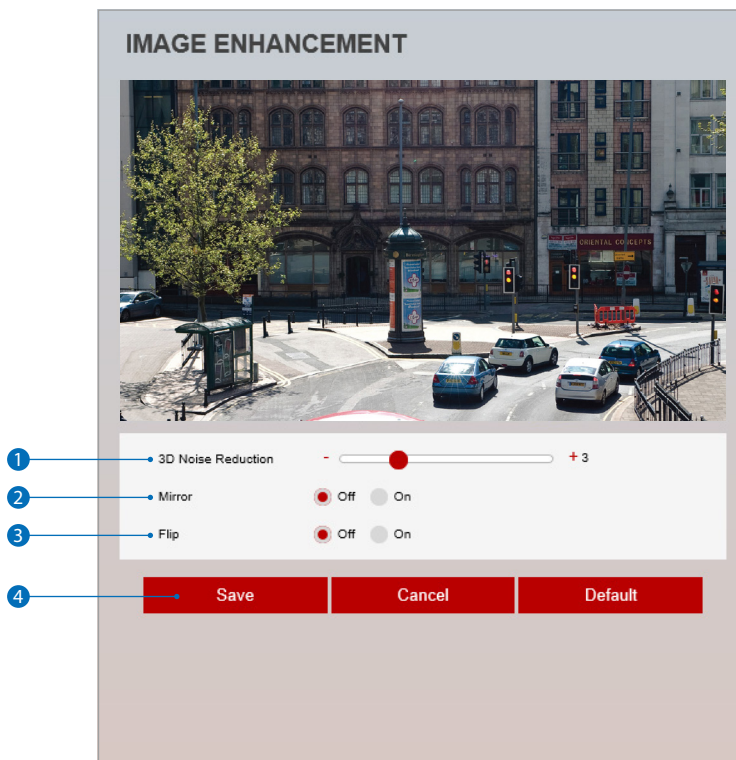 IMAGE ENHANCEMENT
ORIENTAL CONCEPTS
1 3D Noise Reduction - + 3
2 Mirror Off On
3 Flip Off On
4 Save Cancel Default